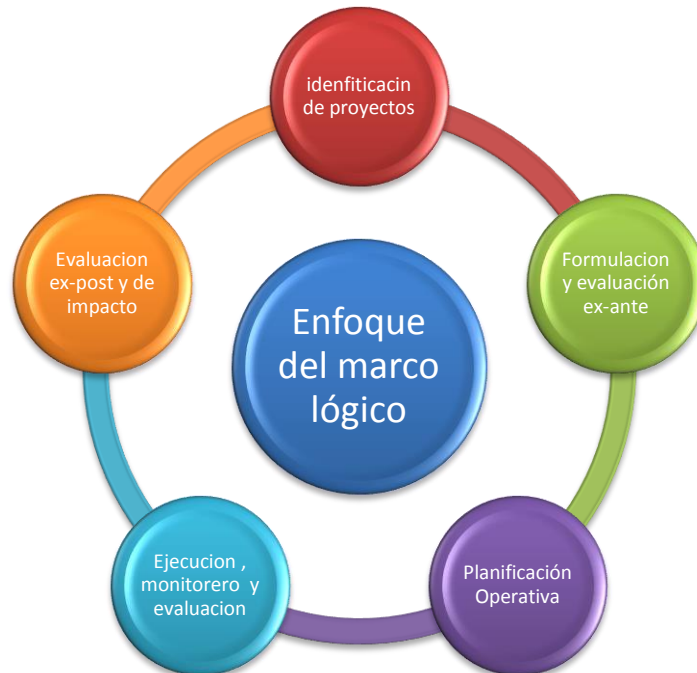 idenfiticacin
de proyectos
Formulacion
y evaluación
ex-ante
Planificación
Operativa
Ejecucion ,
monitorero y
evaluacion
Evaluacion
ex-post y de
impacto
Enfoque
del marco
lógico